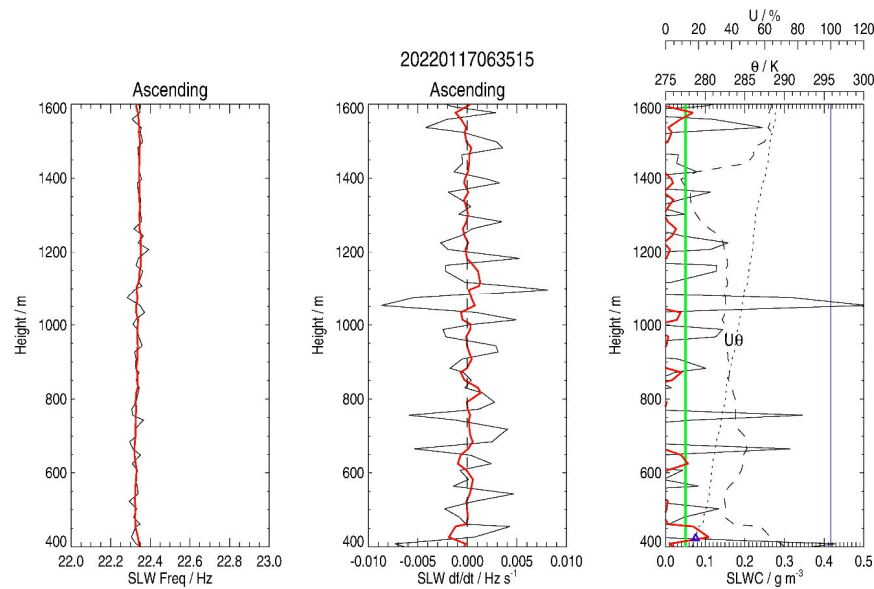 U / %
0 20 40 60 80 100 120
20220117063515
θ / K
Ascending
Ascending
275 278 282 285 288 292 295 300
1600
1400
1200
1000
800
600
400
Height / m
22.0 22.2 22.4 22.6 22.8 23.0
SLW Freq / Hz
1600
1400
1200
1000
800
600
400
Height / m
-0.010 -0.005 0.000 0.005 0.010
SLW df/dt / Hz s⁻¹
1600
1400
1200
1000
800
600
400
Height / m
Uθ
0.0 0.1 0.2 0.3 0.4 0.5
SLWC / g m⁻³